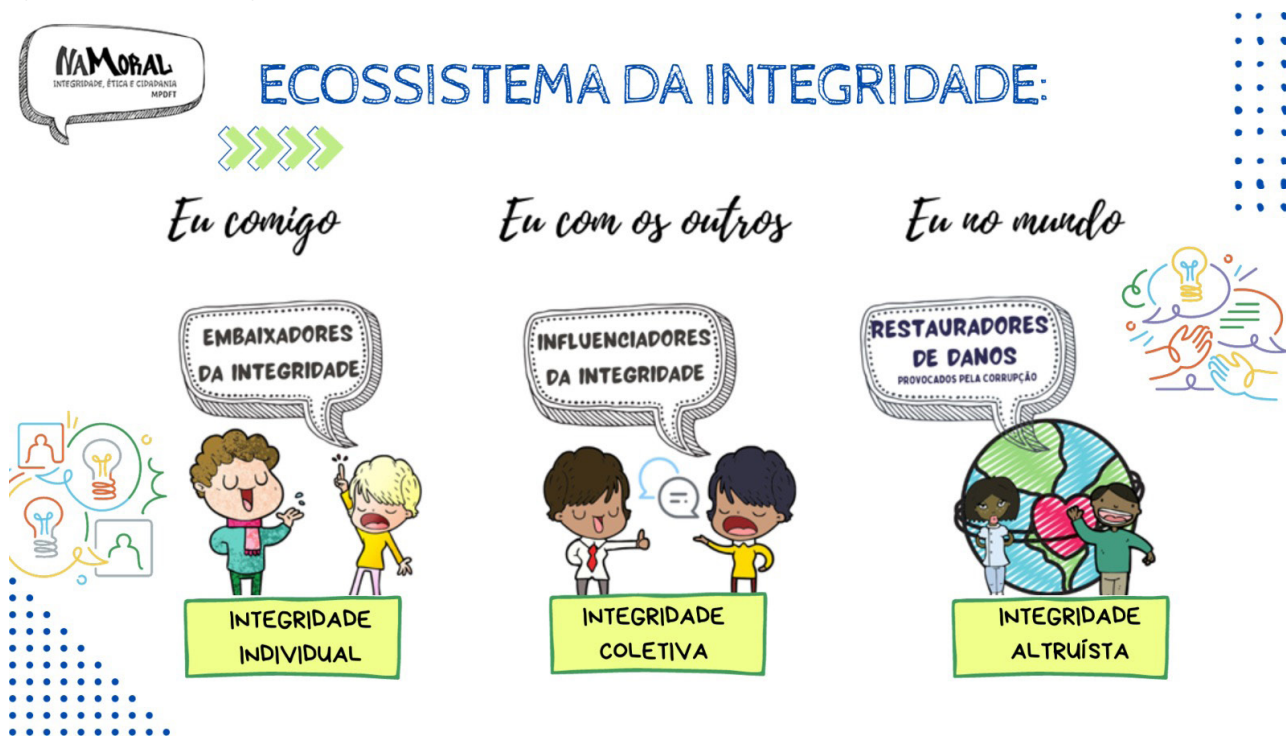 NAMORAL
INTEGRIDADE, ÉTICA E CIDADANIA
MPDFT
ECOSSISTEMA DA INTEGRIDADE:
Eu comigo
Eu com os outros
Eu no mundo
EMBAIXADORES
DA INTEGRIDADE
INFLUENCIADORES
DA INTEGRIDADE
RESTAURADORES
DE DANOS
PROVOCADOS PELA CORRUPÇÃO
INTEGRIDADE
INDIVIDUAL
INTEGRIDADE
COLETIVA
INTEGRIDADE
ALTRUÍSTA